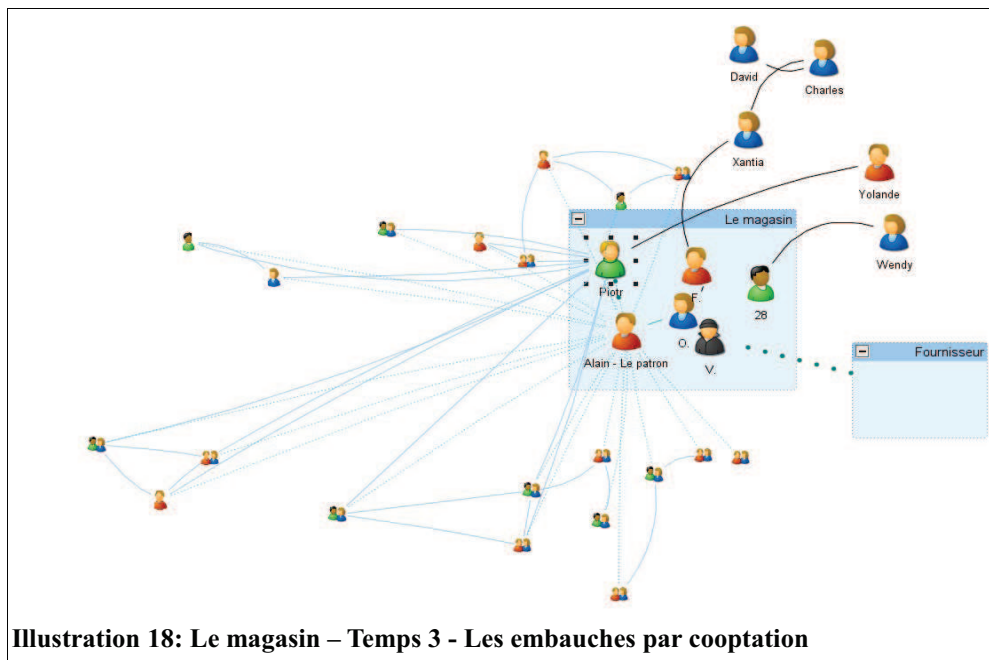 David
Charles
Xantia
Yolande
Le magasin
Wendy
Piotr
F.
28
O.
Alain - Le patron
V.
Fournisseur
Illustration 18: Le magasin – Temps 3 - Les embauches par cooptation